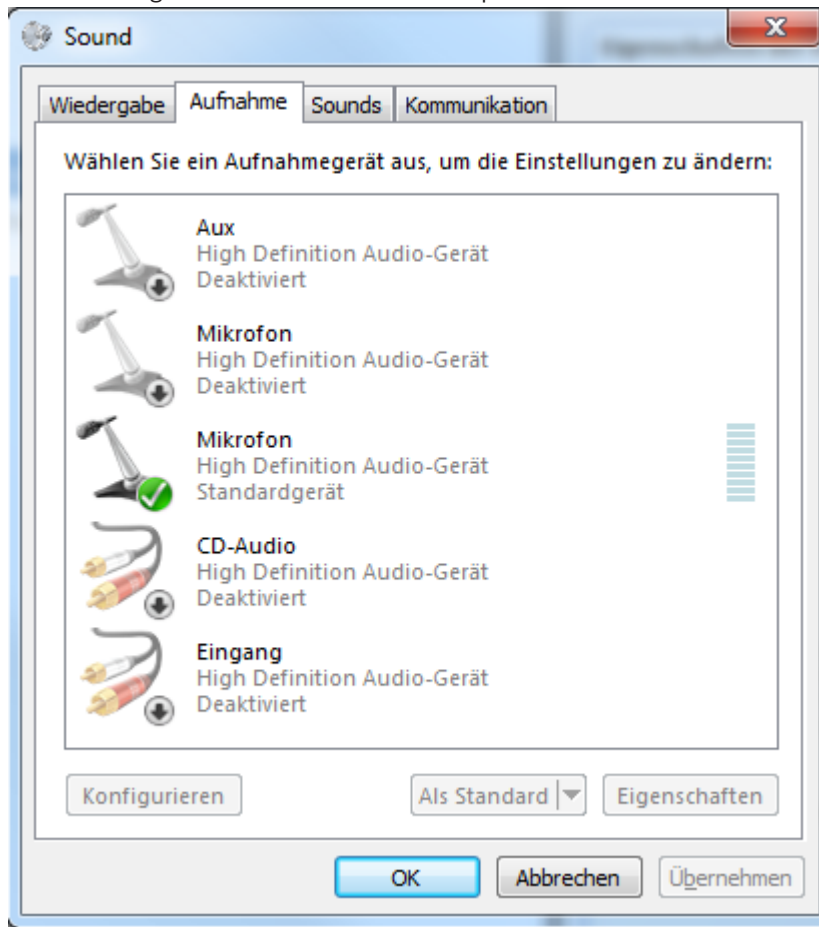 Sound
Wiedergabe Aufnahme Sounds Kommunikation
Wählen Sie ein Aufnahmegerät aus, um die Einstellungen zu ändern:
Aux
High Definition Audio-Gerät
Deaktiviert
Mikrofon
High Definition Audio-Gerät
Deaktiviert
Mikrofon
High Definition Audio-Gerät
Standardgerät
CD-Audio
High Definition Audio-Gerät
Deaktiviert
Eingang
High Definition Audio-Gerät
Deaktiviert
Konfigurieren Als Standard Eigenschaften
OK Abbrechen Übernehmen